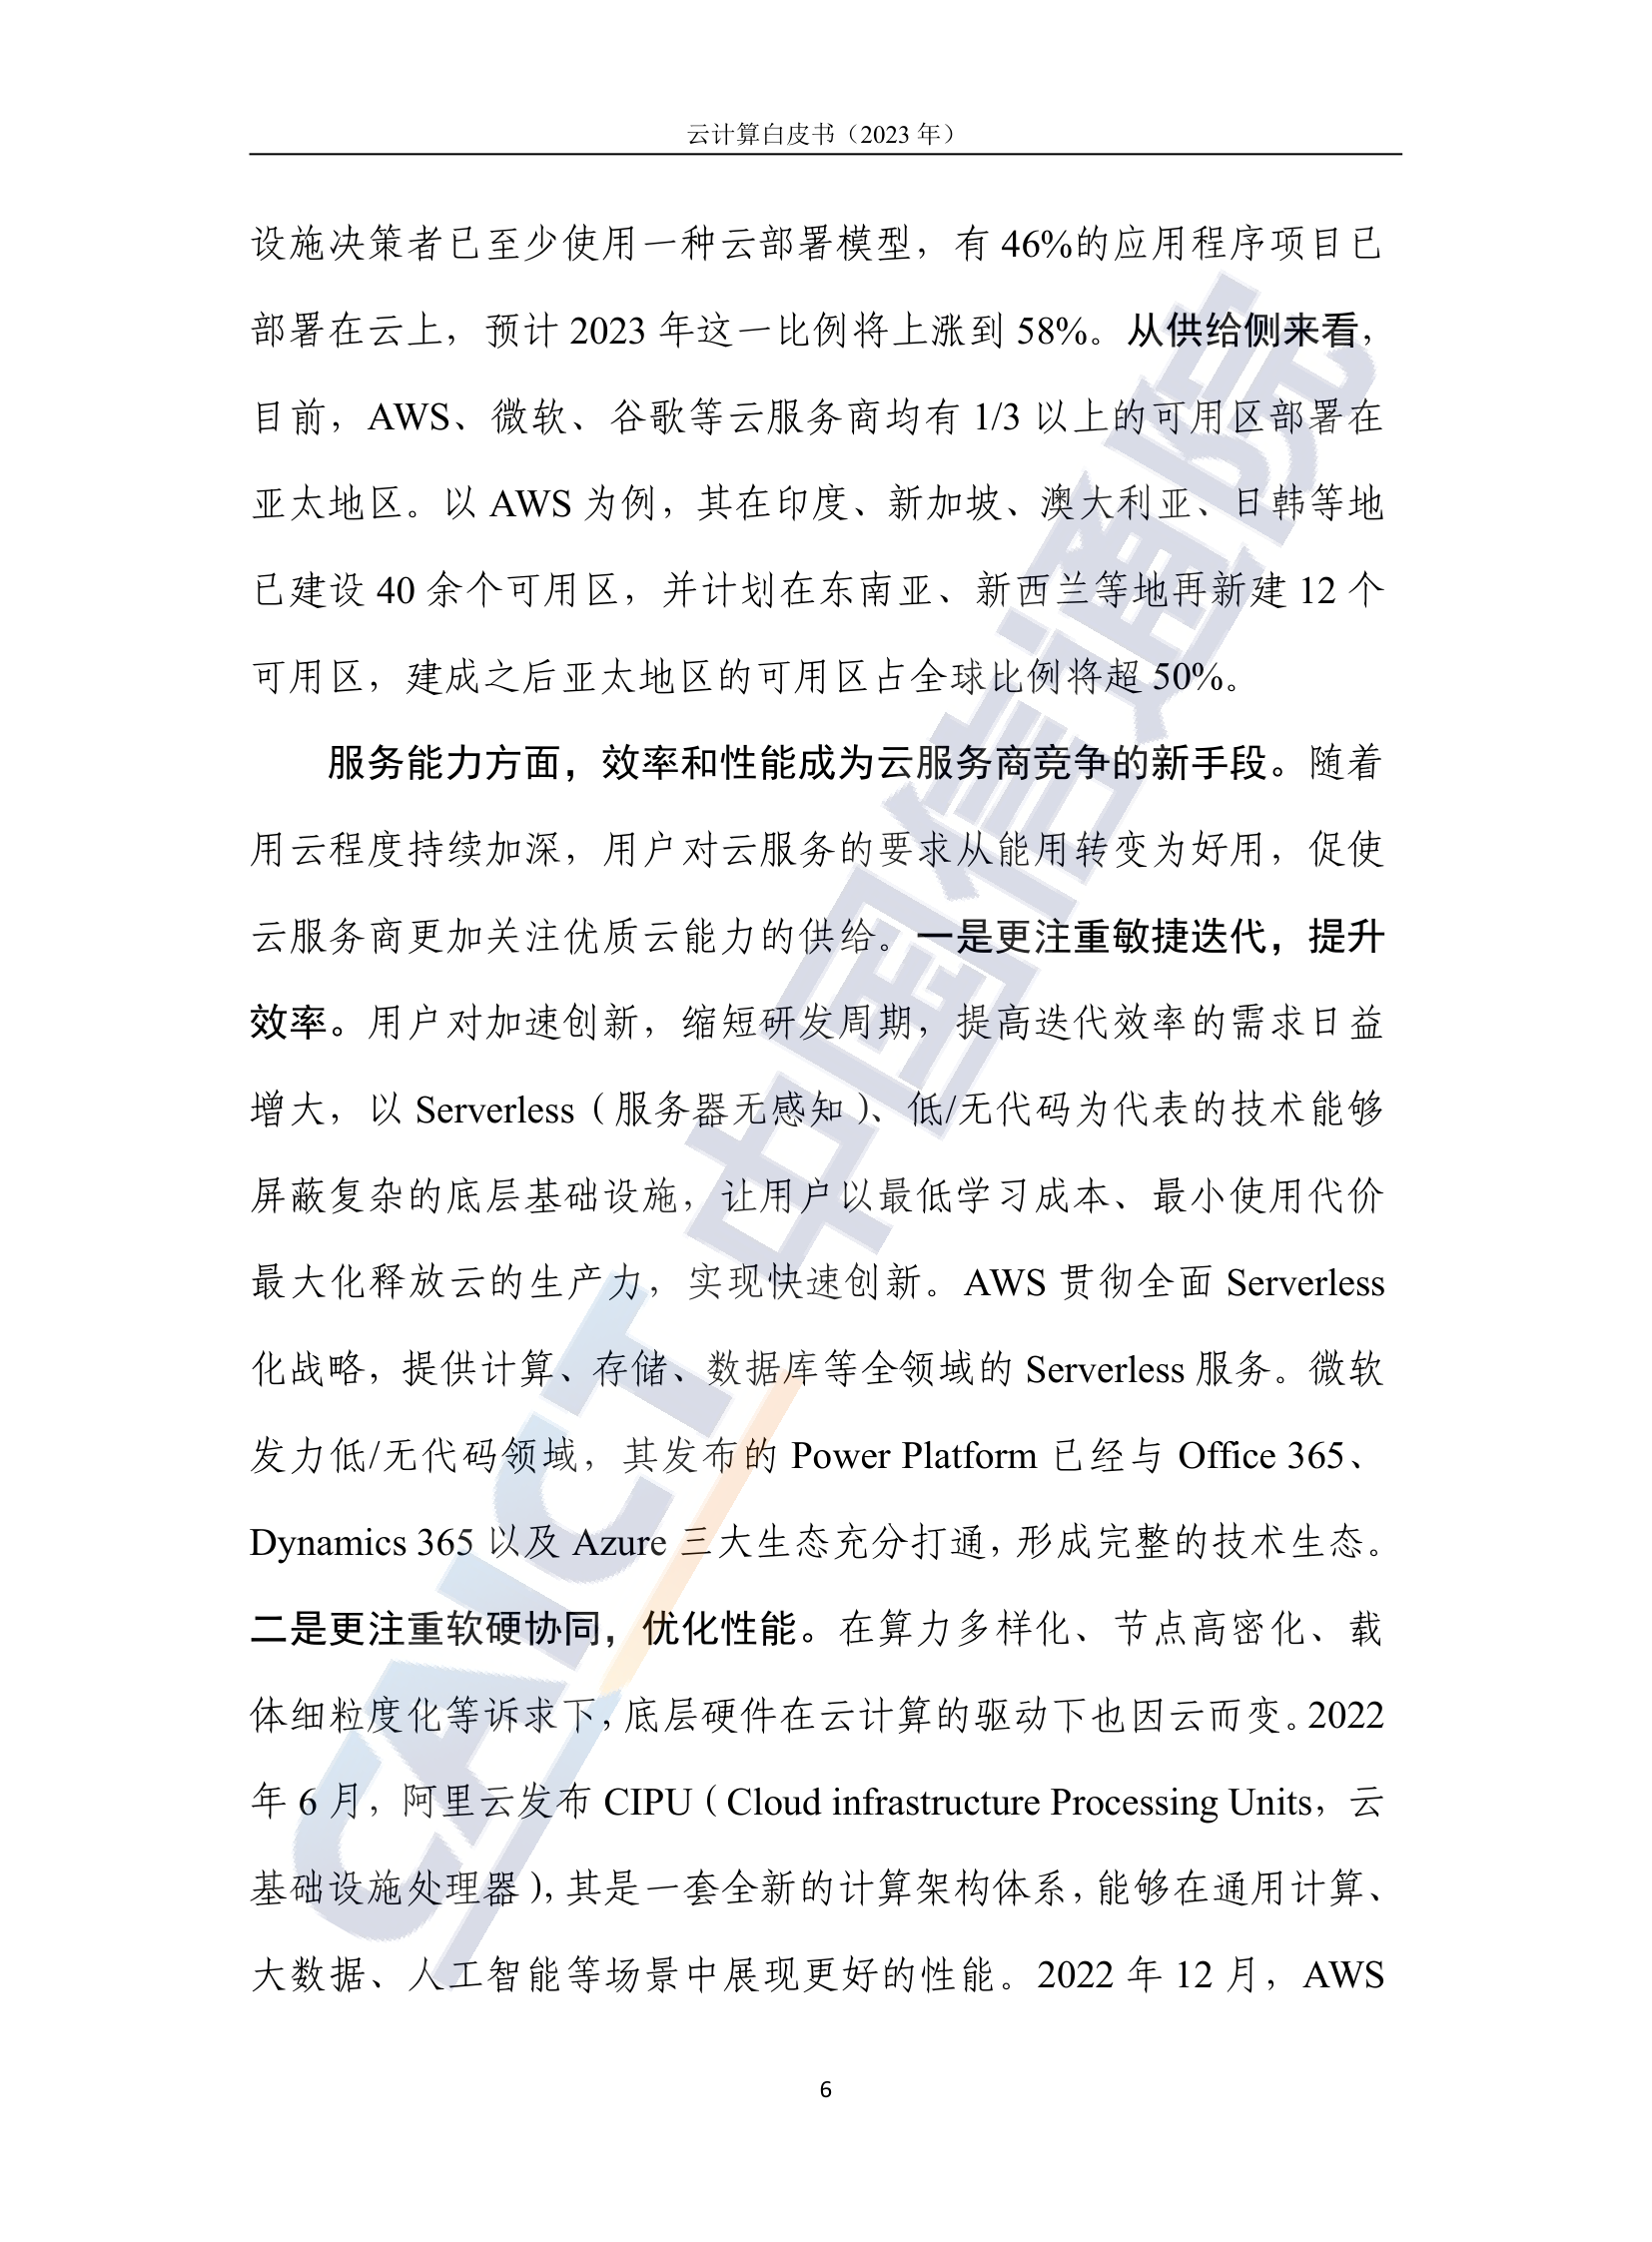 云计算白皮书（2023 年）
设施决策者已至少使用一种云部署模型，有 46%的应用程序项目已
部署在云上，预计 2023 年这一比例将上涨到 58%。从供给侧来看，
目前，AWS、微软、谷歌等云服务商均有 1/3 以上的可用区部署在
亚太地区。以 AWS 为例，其在印度、新加坡、澳大利亚、日韩等地
已建设 40 余个可用区，并计划在东南亚、新西兰等地再新建 12 个
可用区，建成之后亚太地区的可用区占全球比例将超 50%。
服务能力方面，效率和性能成为云服务商竞争的新手段。随着
用云程度持续加深，用户对云服务的要求从能用转变为好用，促使
云服务商更加关注优质云能力的供给。一是更注重敏捷迭代，提升
效率。用户对加速创新，缩短研发周期，提高迭代效率的需求日益
增大，以 Serverless（服务器无感知）、低/无代码为代表的技术能够
屏蔽复杂的底层基础设施，让用户以最低学习成本、最小使用代价
最大化释放云的生产力，实现快速创新。AWS 贯彻全面 Serverless
化战略，提供计算、存储、数据库等全领域的 Serverless 服务。微软
发力低/无代码领域，其发布的 Power Platform 已经与 Office 365、
Dynamics 365 以及 Azure 三大生态充分打通，形成完整的技术生态。
二是更注重软硬协同，优化性能。在算力多样化、节点高密化、载
体细粒度化等诉求下，底层硬件在云计算的驱动下也因云而变。2022
年 6 月，阿里云发布 CIPU（Cloud infrastructure Processing Units，云
基础设施处理器），其是一套全新的计算架构体系，能够在通用计算、
大数据、人工智能等场景中展现更好的性能。2022 年 12 月，AWS
CAICT 中国信通院
6